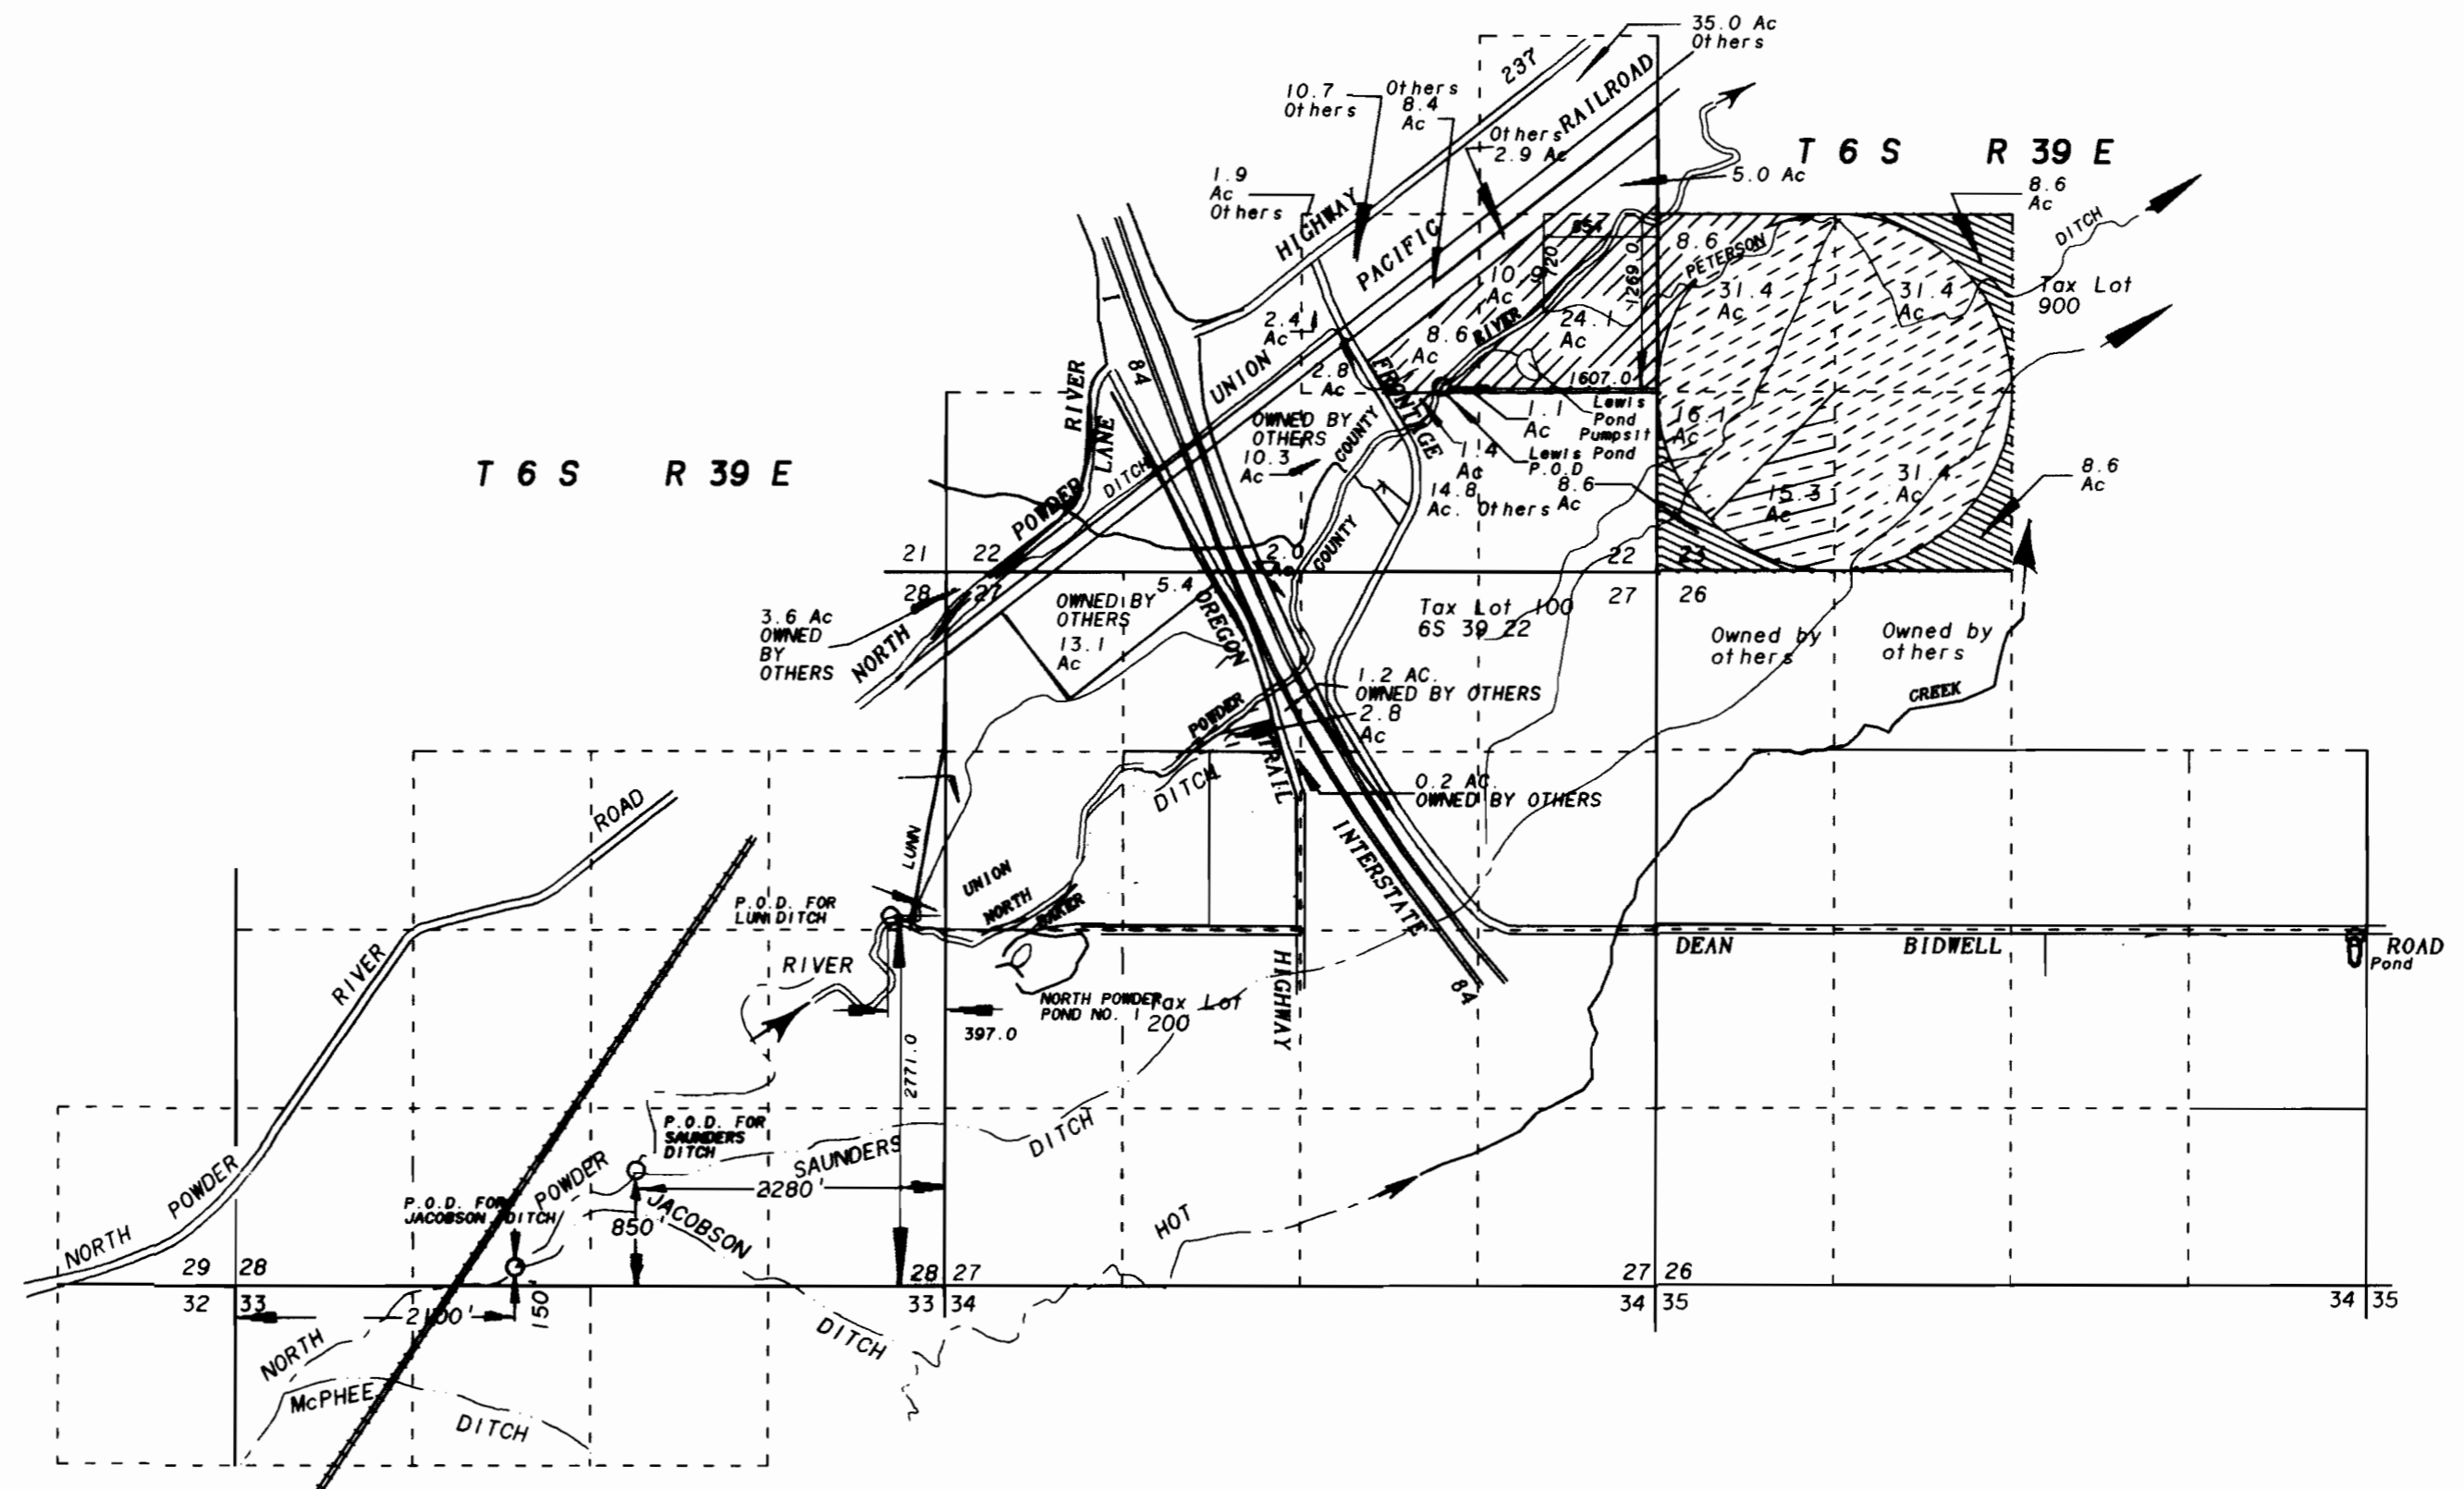 35.0 Ac
Others
237
RAILROAD
10.7
Others
Others
8.4
Ac
Others
2.9 Ac
T 6 S R 39 E
5.0 Ac
1.9
Ac
Others
8.6
Ac
HIGHWAY
PACIFIC
DITCH
8.6
PETERSON
10.9
Ac
720
1269.0
31.4
Ac
31.4
Ac
Tax Lot
900
1
84
2.4
Ac
8.6
Ac
RIVER
24.1
Ac
UNION
2.8
Ac
FRONTAGE
1607.0
RIVER
LANE
OWNED BY
OTHERS
10.3
Ac
COUNTY
1.1
Ac
Lewis
Pond
Pumpsit
16.1
Ac
1.4
Ac
Lewis Pond
P.O.D
T 6 S R 39 E
DITCH
POWDER
14.8
Ac. Others
8.6
Ac
15.3
Ac
31.4
Ac
8.6
Ac
21 22
2.0
COUNTY
22 23
28 27
5.4
OWNED BY
OTHERS
13.1
Ac
OREGON
Tax Lot 100
6S 39 22
27 26
3.6 Ac
OWNED
BY
OTHERS
NORTH
Owned by
others
Owned by
others
1.2 AC.
OWNED BY OTHERS
2.8
Ac
POWDER
CREEK
TRAIL
DITCH
0.2 AC.
OWNED BY OTHERS
ROAD
LUNN
UNION
NORTH
BAKER
INTERSTATE
P.O.D. FOR
LUNN DITCH
RIVER
RIVER
HIGHWAY
84
DEAN BIDWELL ROAD
Pond
NORTH POWDER
POND NO. 1
Tax Lot
200
397.0
2771.0
P.O.D. FOR
SAUNDERS
DITCH
SAUNDERS
DITCH
POWDER
POWDER
P.O.D. FOR
JACOBSON DITCH
2280'
850'
JACOBSON
HOT
NORTH
29 28
28 27
27 26
32 33
2100'
150'
33 34
34 35
34 35
NORTH
DITCH
McPHEE
DITCH